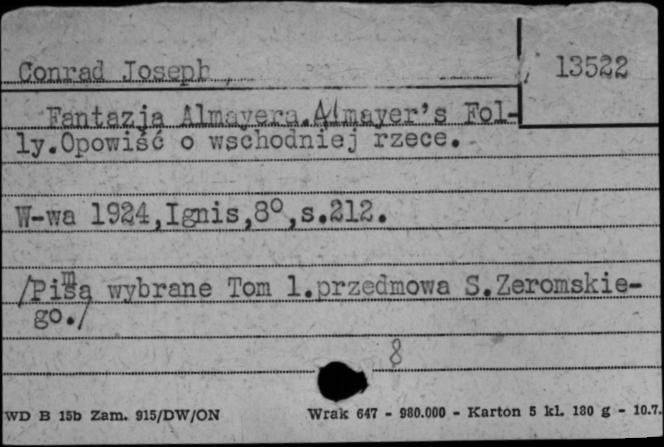 Conrad Joseph,
13522
Fantazja Almayera.Almayer's Fol-
ly.Opowiść o wschodniej rzece.
W-wa 1924,Ignis,8°,s.212.
/Pisma wybrane Tom 1.przedmowa S.Zeromskie-
go./
8
WD B 15b Zam. 915/DW/ON
Wrak 647 - 980.000 - Karton 5 kl. 180 g - 10.7.